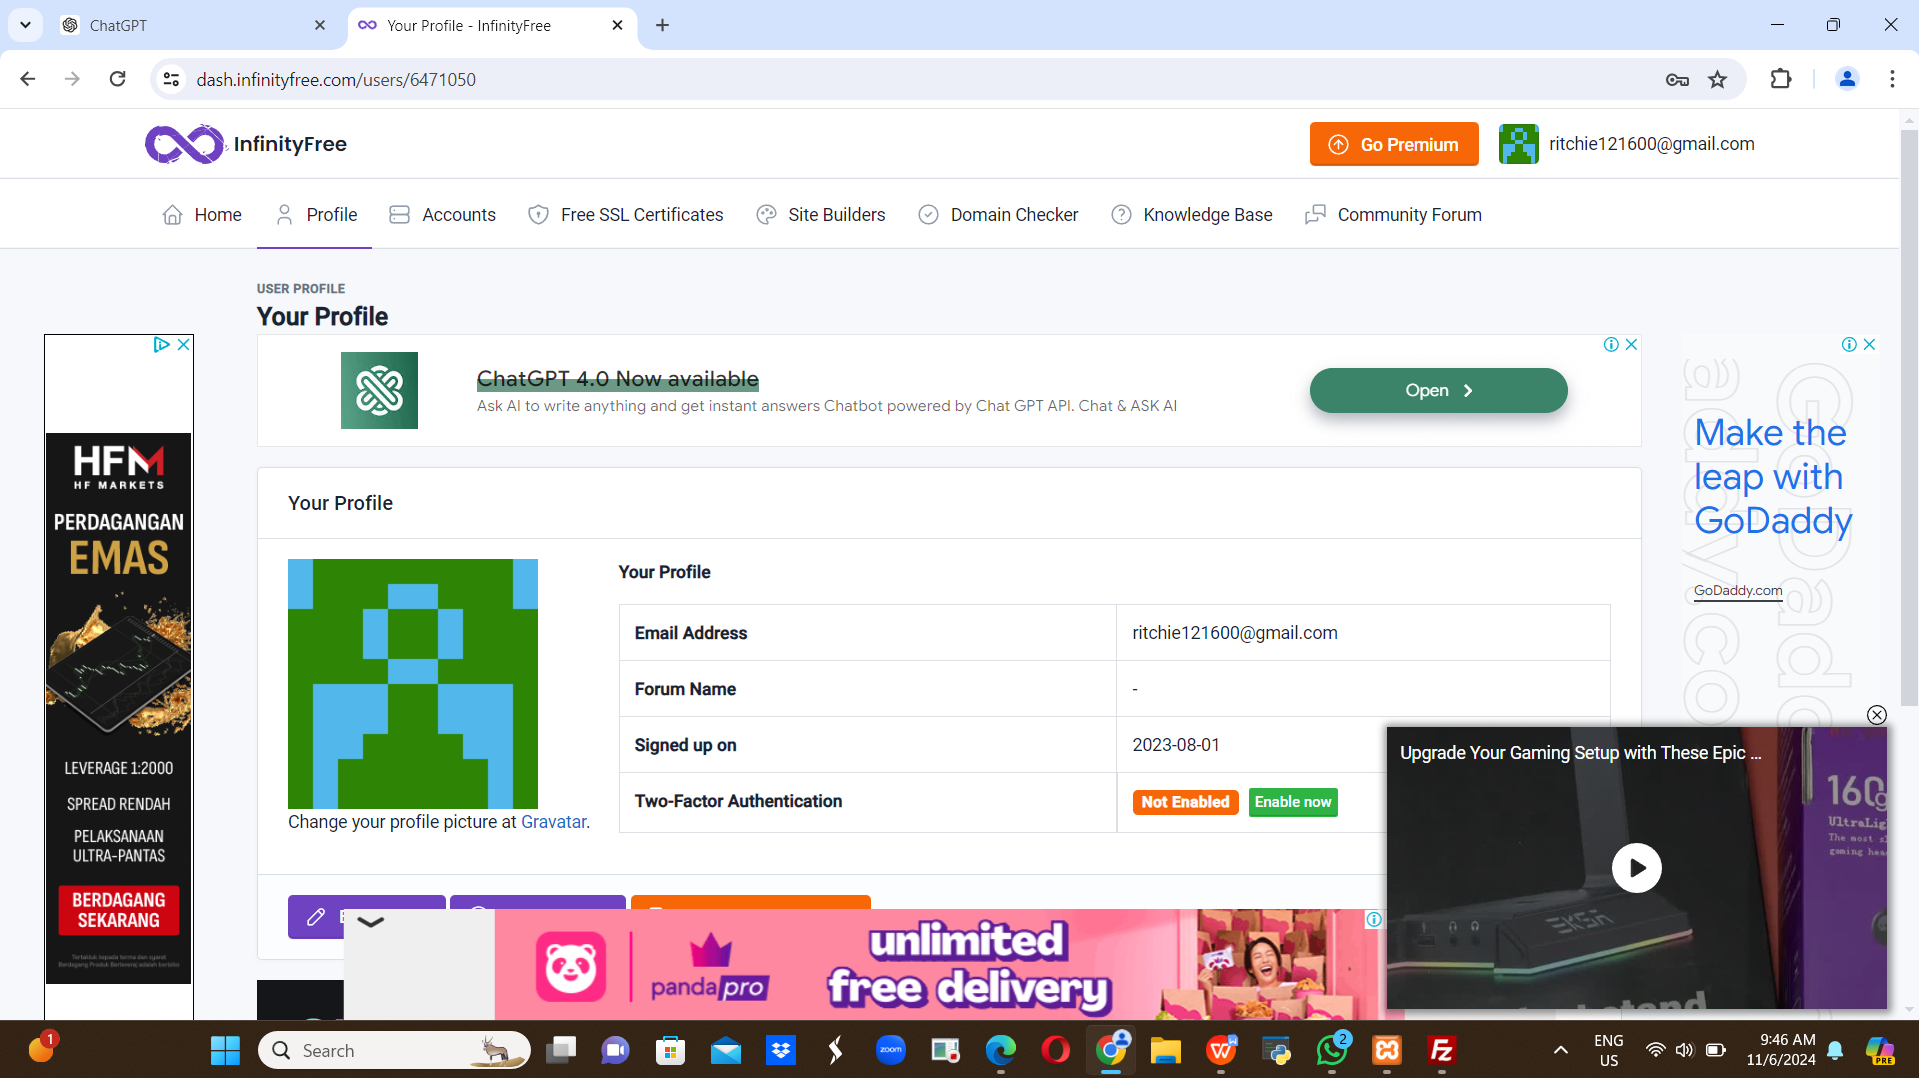 ChatGPT
Your Profile - InfinityFree
dash.infinityfree.com/users/6471050
InfinityFree
Go Premium
ritchie121600@gmail.com
Home
Profile
Accounts
Free SSL Certificates
Site Builders
Domain Checker
Knowledge Base
Community Forum
USER PROFILE
Your Profile
ChatGPT 4.0 Now available
Ask AI to write anything and get instant answers Chatbot powered by Chat GPT API. Chat & ASK AI
Open
HFM
HF MARKETS
PERDAGANGAN
EMAS
LEVERAGE 1:2000
SPREAD RENDAH
PELAKSANAAN
ULTRA-PANTAS
BERDAGANG
SEKARANG
Make the
leap with
GoDaddy
GoDaddy.com
Your Profile
Your Profile
Email Address
ritchie121600@gmail.com
Forum Name
-
Signed up on
2023-08-01
Two-Factor Authentication
Not Enabled
Enable now
Change your profile picture at Gravatar.
Upgrade Your Gaming Setup with These Epic ...
160g
EKSA
pandapro
unlimited
free delivery
1
Search
zoom
2
ENG
US
9:46 AM
11/6/2024
PRE